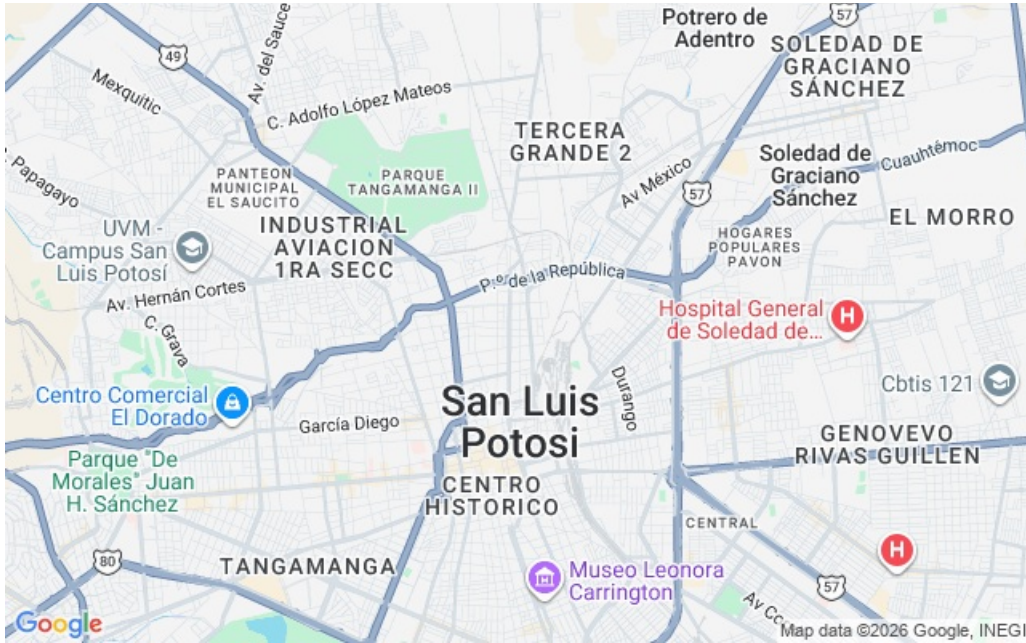 57
Potrero de
Adentro
SOLEDAD DE
GRACIANO
SÁNCHEZ
49
Av. del Sauce
Mexquitic
C. Adolfo López Mateos
TERCERA
GRANDE 2
Cuauhtémoc
Soledad de
Graciano
Sánchez
Papagayo
PANTEON
MUNICIPAL
EL SAUCITO
PARQUE
TANGAMANGA II
Av México
57
EL MORRO
UVM -
Campus San
Luis Potosí
INDUSTRIAL
AVIACION
1RA SECC
HOGARES
POPULARES
PAVON
P.º de la República
Av. Hernán Cortes
C. Grava
Hospital General
de Soledad de...
H
Durango
Cbtis 121
Centro Comercial
El Dorado
García Diego
San Luis
Potosi
GENOVEVO
RIVAS GUILLEN
Parque "De
Morales" Juan
H. Sánchez
CENTRO
HISTORICO
CENTRAL
H
80
TANGAMANGA
Museo Leonora
Carrington
57
Av
Google
Map data ©2026 Google, INEGI